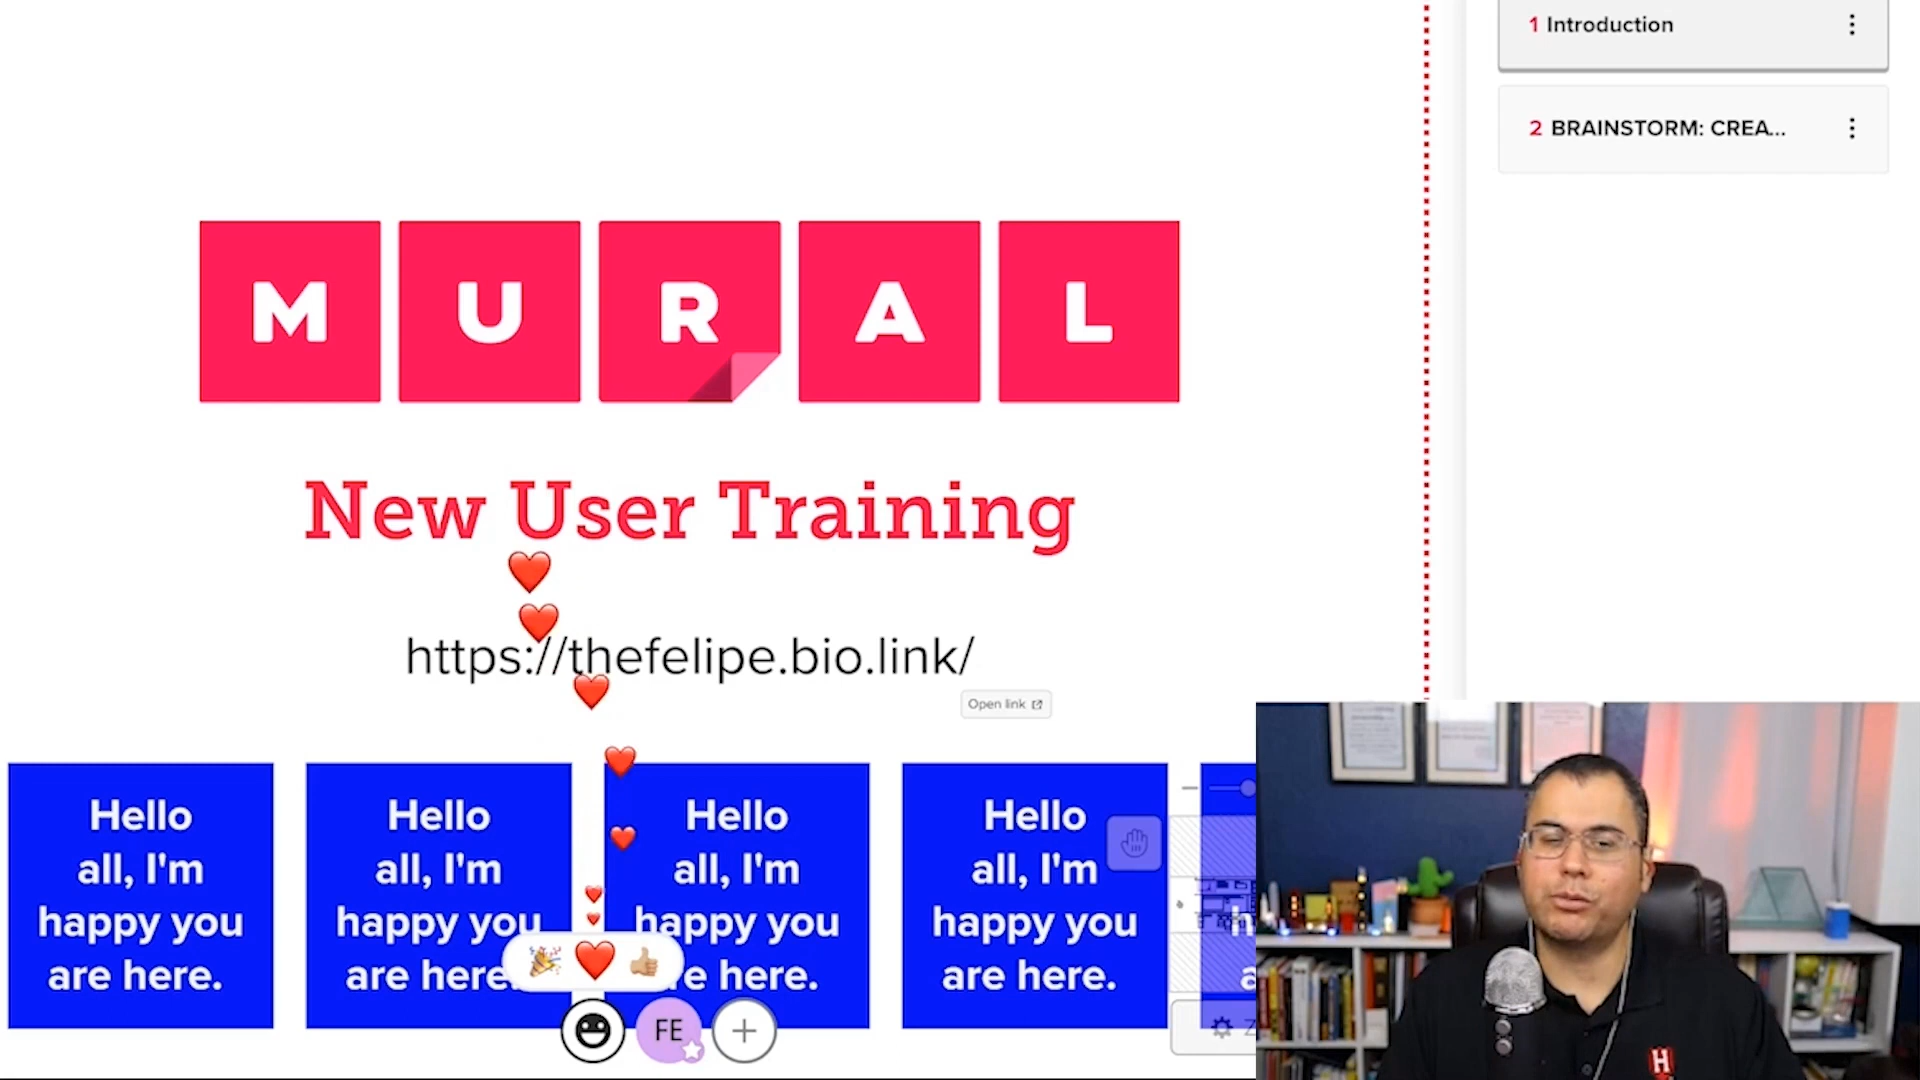 1 Introduction
2 BRAINSTORM: CREA...
MURAL
New User Training
https://thefelipe.bio.link/
Open link
Hello
all, I'm
happy you
are here.
Hello
all, I'm
happy you
are here.
Hello
all, I'm
happy you
are here.
Hello
all, I'm
happy you
are here.
FE
H